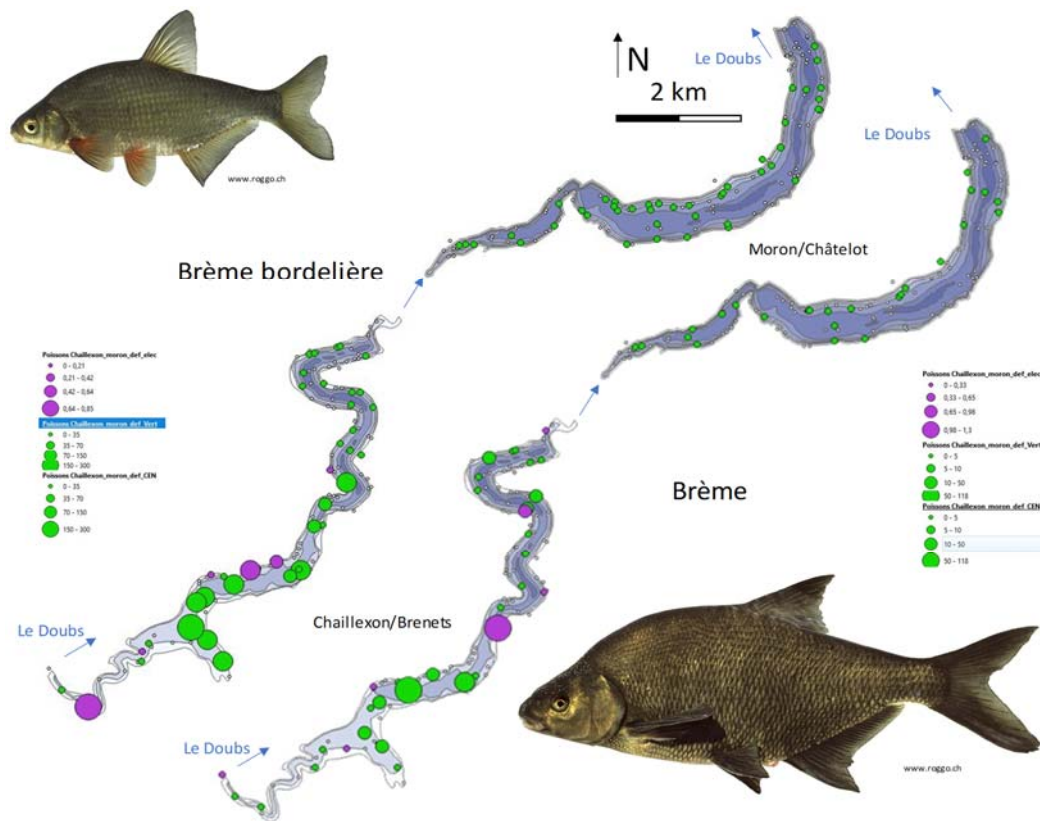 www.roggo.ch
N
2 km
Le Doubs
Le Doubs
Moron/Châtelot
Brème bordelière
Poissons Chaillexon_moron_def_elec
0 – 0,21
0,21 – 0,42
0,42 – 0,64
0,64 – 0,85
Poissons Chaillexon_moron_def_Vert
0 – 35
35 – 70
70 – 150
150 – 300
Poissons Chaillexon_moron_def_CEN
0 – 35
35 – 70
70 – 150
150 – 300
Poissons Chaillexon_moron_def_elec
0 – 0,33
0,33 – 0,65
0,65 – 0,98
0,98 – 1,3
Poissons Chaillexon_moron_def_Vert
0 – 5
5 – 10
10 – 50
50 – 118
Poissons Chaillexon_moron_def_CEN
0 – 5
5 – 10
10 – 50
50 – 118
Brème
Chaillexon/Brenets
Le Doubs
Le Doubs
www.roggo.ch